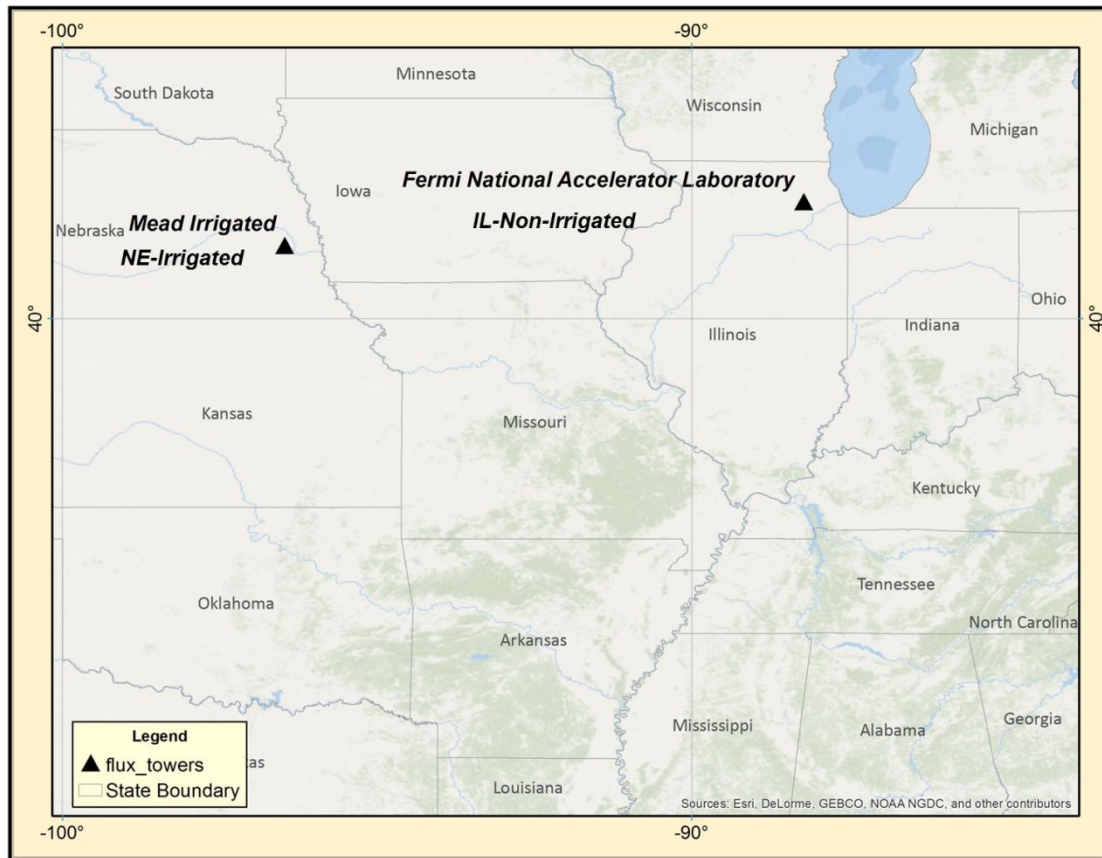 -100°
-90°
Minnesota
South Dakota
Wisconsin
Michigan
Fermi National Accelerator Laboratory
Iowa
IL-Non-Irrigated
Mead Irrigated
Nebraska
NE-Irrigated
Ohio
40°
40°
Indiana
Illinois
Kansas
Missouri
Kentucky
Tennessee
Oklahoma
North Carolina
Arkansas
Mississippi
Alabama
Georgia
Legend
flux_towers
State Boundary
tas
Louisiana
Sources: Esri, DeLorme, GEBCO, NOAA NGDC, and other contributors
-100°
-90°